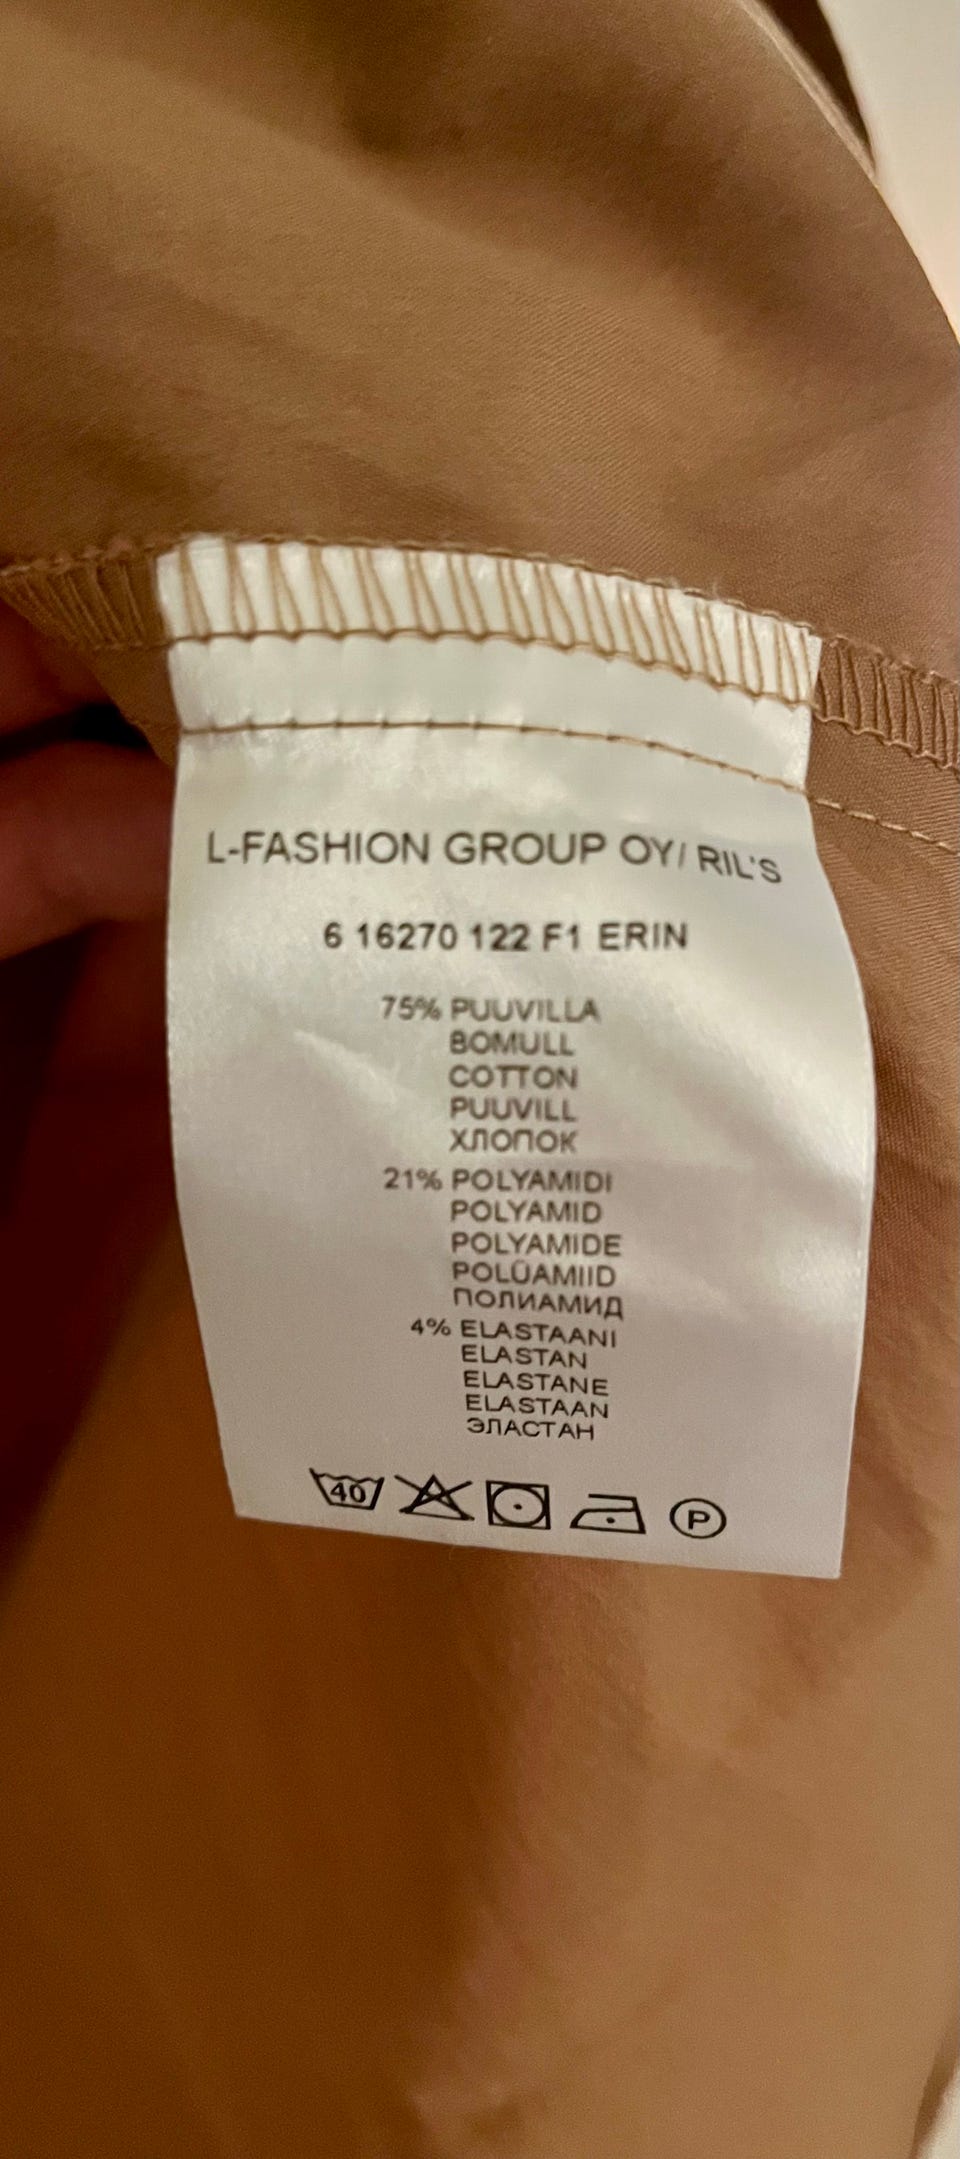 L-FASHION GROUP OY/ RIL'S
6 16270 122 F1 ERIN
75% PUUVILLA
BOMULL
COTTON
PUUVILL
ХЛОПОК
21% POLYAMIDI
POLYAMID
POLYAMIDE
POLÜAMIID
ПОЛИАМИД
4% ELASTAANI
ELASTAN
ELASTANE
ELASTAAN
ЭЛАСТАН
40 P